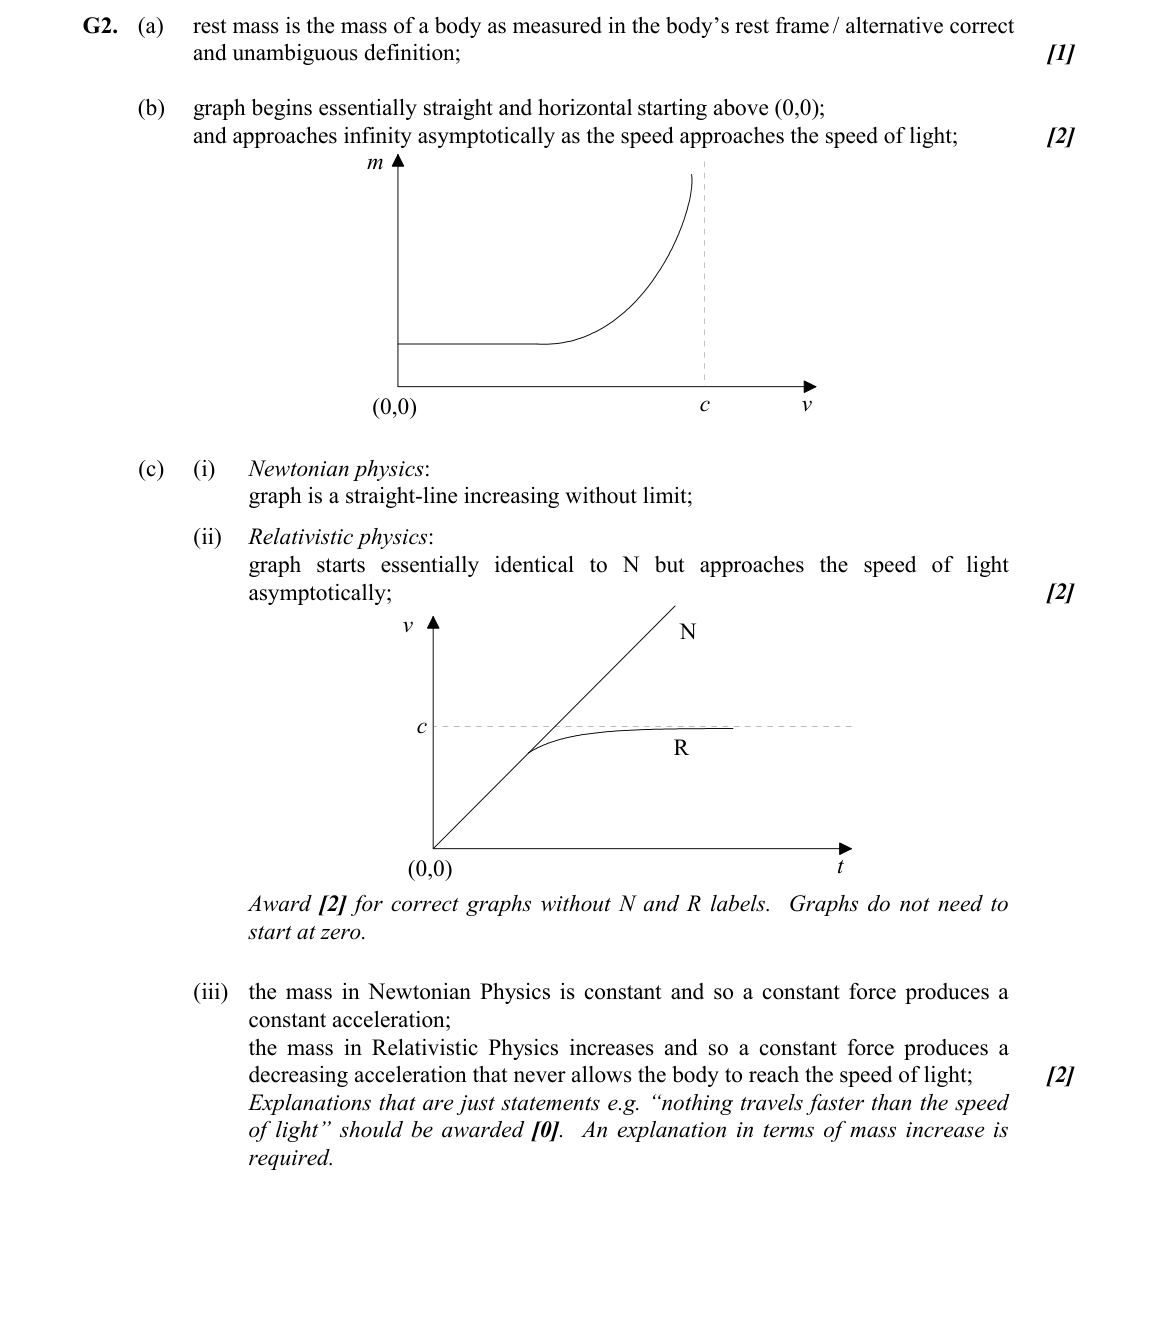 G2. (a) rest mass is the mass of a body as measured in the body’s rest frame / alternative correct
and unambiguous definition; [1]
(b) graph begins essentially straight and horizontal starting above (0,0);
and approaches infinity asymptotically as the speed approaches the speed of light; [2]
m
(0,0) c v
(c) (i) Newtonian physics:
graph is a straight-line increasing without limit;
(ii) Relativistic physics:
graph starts essentially identical to N but approaches the speed of light
asymptotically; [2]
v N
c
R
(0,0) t
Award [2] for correct graphs without N and R labels. Graphs do not need to
start at zero.
(iii) the mass in Newtonian Physics is constant and so a constant force produces a
constant acceleration;
the mass in Relativistic Physics increases and so a constant force produces a
decreasing acceleration that never allows the body to reach the speed of light; [2]
Explanations that are just statements e.g. “nothing travels faster than the speed
of light” should be awarded [0]. An explanation in terms of mass increase is
required.